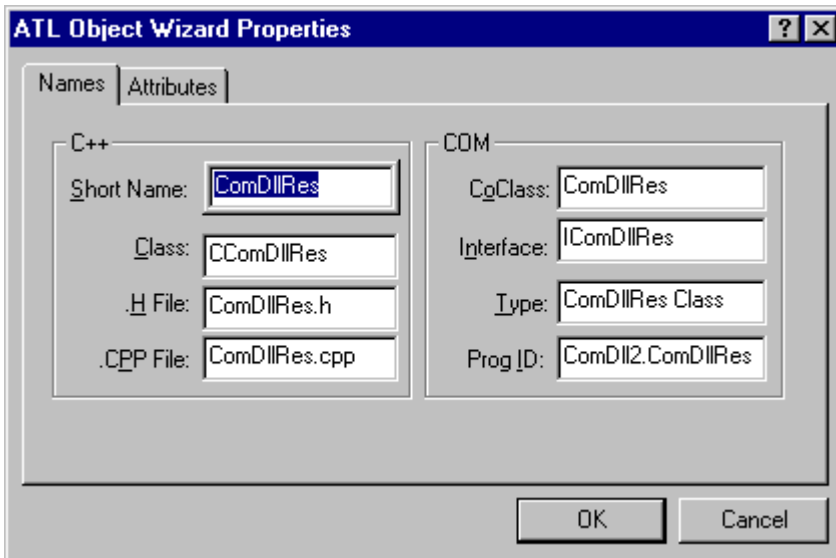 ATL Object Wizard Properties
Names Attributes
C++
Short Name: ComDllRes
Class: CComDllRes
.H File: ComDllRes.h
.CPP File: ComDllRes.cpp
COM
CoClass: ComDllRes
Interface: IComDllRes
Type: ComDllRes Class
Prog ID: ComDll2.ComDllRes
OK Cancel